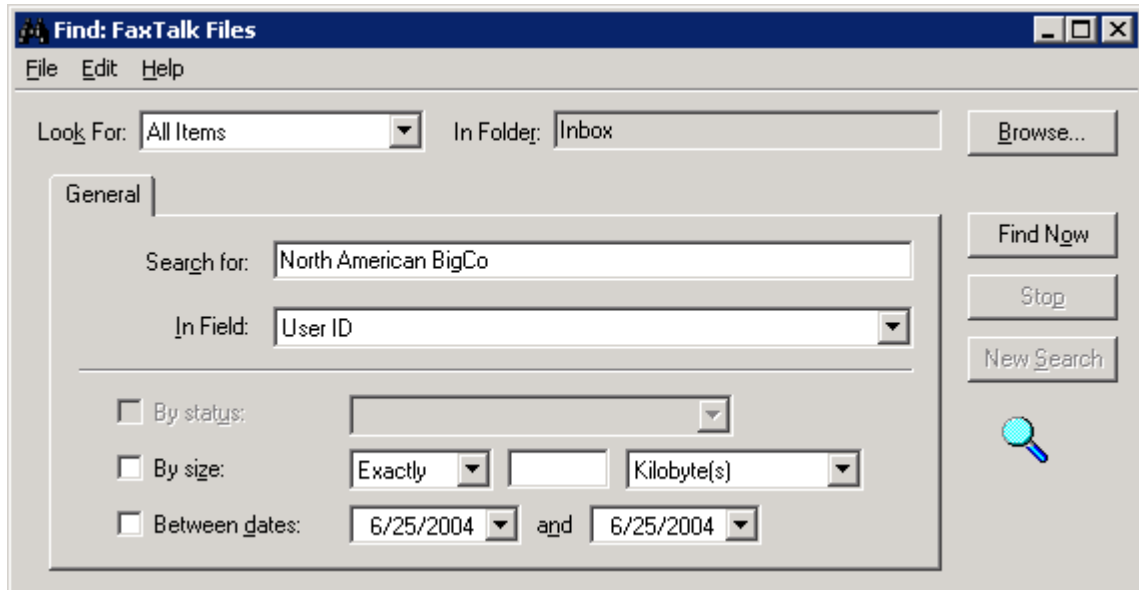 Find: FaxTalk Files
File Edit Help
Look For: All Items In Folder: Inbox Browse...
General
Search for: North American BigCo Find Now
Stop
In Field: User ID
New Search
By status:
By size: Exactly Kilobyte(s)
Between dates: 6/25/2004 and 6/25/2004